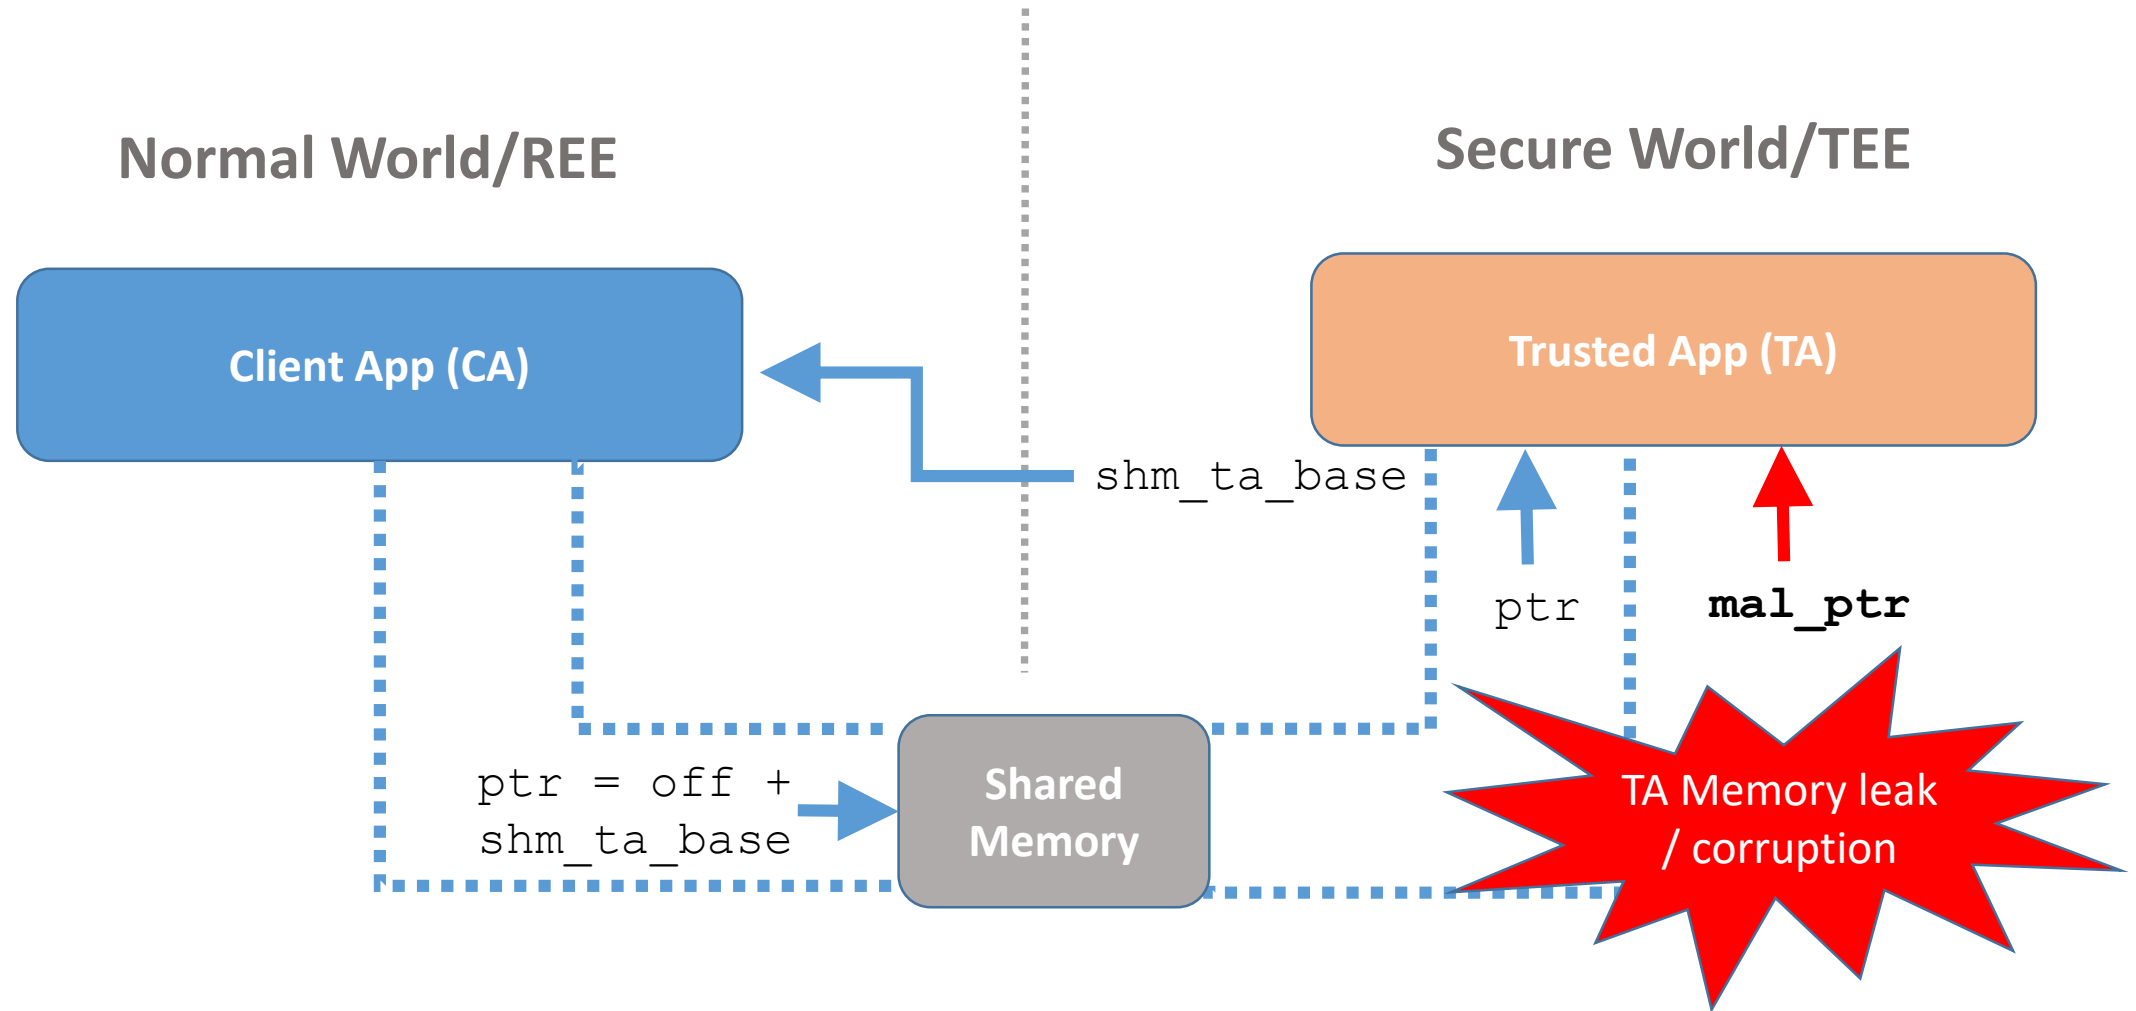 Normal World/REE
Secure World/TEE
Client App (CA)
Trusted App (TA)
shm_ta_base
ptr
mal_ptr
ptr = off +
shm_ta_base
Shared
Memory
TA Memory leak
/ corruption